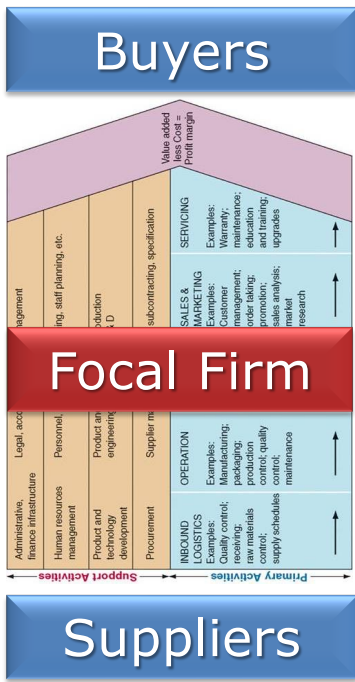 Buyers
Value added
less Cost =
Profit margin
Administrative,
finance infrastructure
Legal, acco
nagement
Human resources
management
Personnel,
ing, staff planning, etc.
Product and
technology
development
Product and
engineering
oduction
& D
Procurement
Supplier ma
subcontracting, specification
INBOUND
LOGISTICS
Examples:
Quality control;
receiving;
raw materials
control;
supply schedules
OPERATION
Examples:
Manufacturing;
packaging;
production
control; quality
control;
maintenance
SALES &
MARKETING
Examples:
Customer
management;
order taking;
promotion;
sales analysis;
market
research
SERVICING
Examples:
Warranty;
maintenance;
education
and training;
upgrades
Focal Firm
Support Activities
Primary Activities
Suppliers